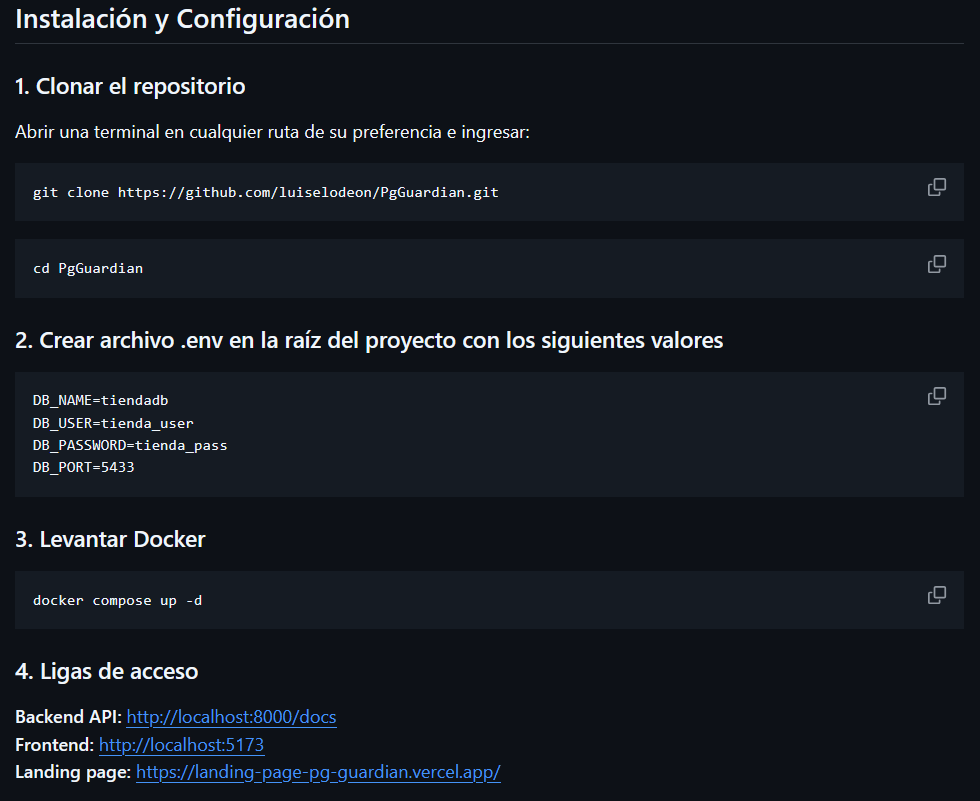 Instalación y Configuración
1. Clonar el repositorio
Abrir una terminal en cualquier ruta de su preferencia e ingresar:
git clone https://github.com/luiselodeon/PgGuardian.git
cd PgGuardian
2. Crear archivo .env en la raíz del proyecto con los siguientes valores
DB_NAME=tiendadb
DB_USER=tienda_user
DB_PASSWORD=tienda_pass
DB_PORT=5433
3. Levantar Docker
docker compose up -d
4. Ligas de acceso
Backend API: http://localhost:8000/docs
Frontend: http://localhost:5173
Landing page: https://landing-page-pg-guardian.vercel.app/